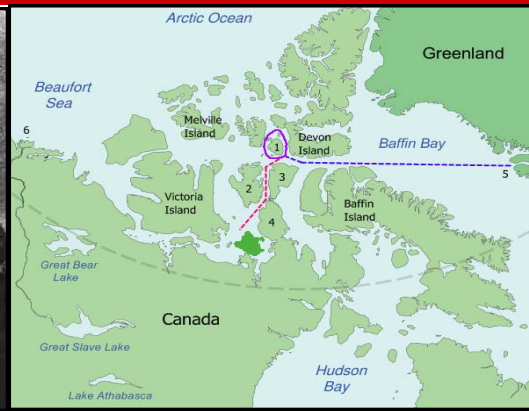 Arctic Ocean
Greenland
Beaufort
Sea
6
Melville
Island
Devon
Island
1
Baffin Bay
5
2
3
Victoria
Island
Baffin
Island
4
Great Bear
Lake
Canada
Great Slave Lake
Hudson
Bay
Lake Athabasca